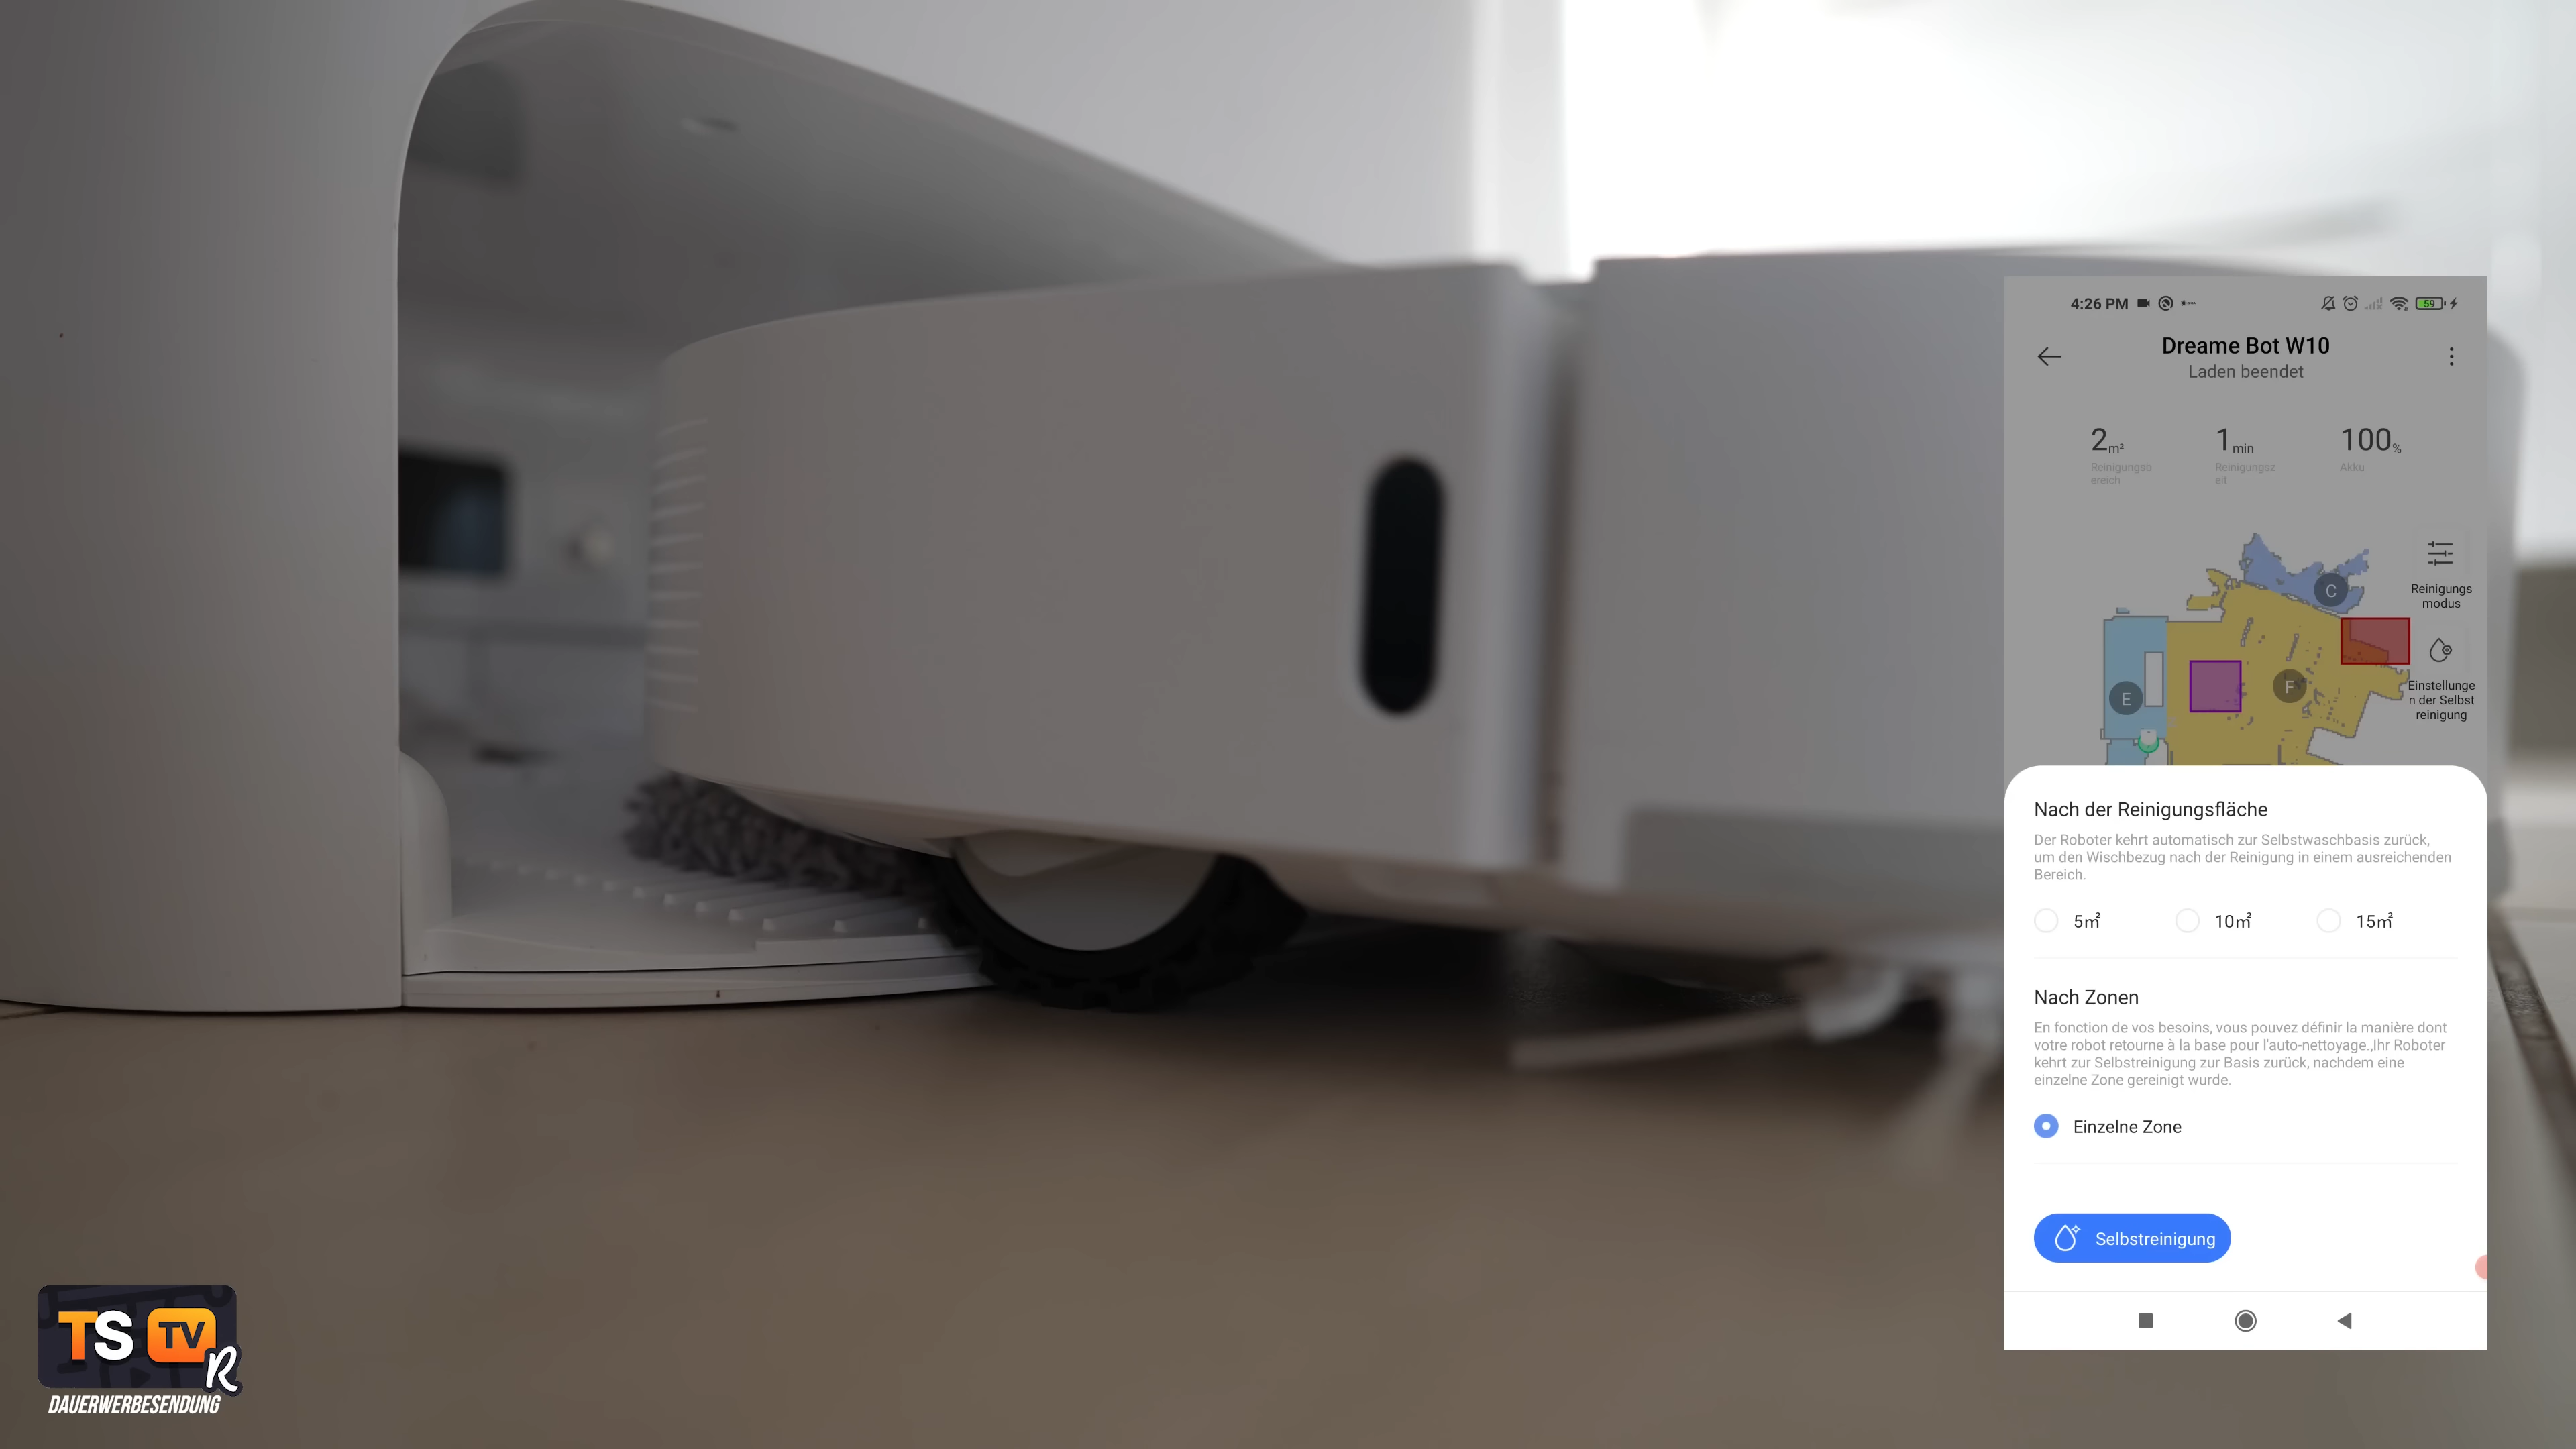 4:26 PM
59
Dreame Bot W10
Laden beendet
2m²
1min
100%
Reinigungsb
ereich
Reinigungsz
eit
Akku
C
Reinigungs
modus
E
F
Einstellunge
n der Selbst
reinigung
Nach der Reinigungsfläche
Der Roboter kehrt automatisch zur Selbstwaschbasis zurück,
um den Wischbezug nach der Reinigung in einem ausreichenden
Bereich.
5㎡
10㎡
15㎡
Nach Zonen
En fonction de vos besoins, vous pouvez définir la manière dont
votre robot retourne à la base pour l'auto-nettoyage.,Ihr Roboter
kehrt zur Selbstreinigung zur Basis zurück, nachdem eine
einzelne Zone gereinigt wurde.
Einzelne Zone
Selbstreinigung
TS TV
R
DAUERWERBESENDUNG